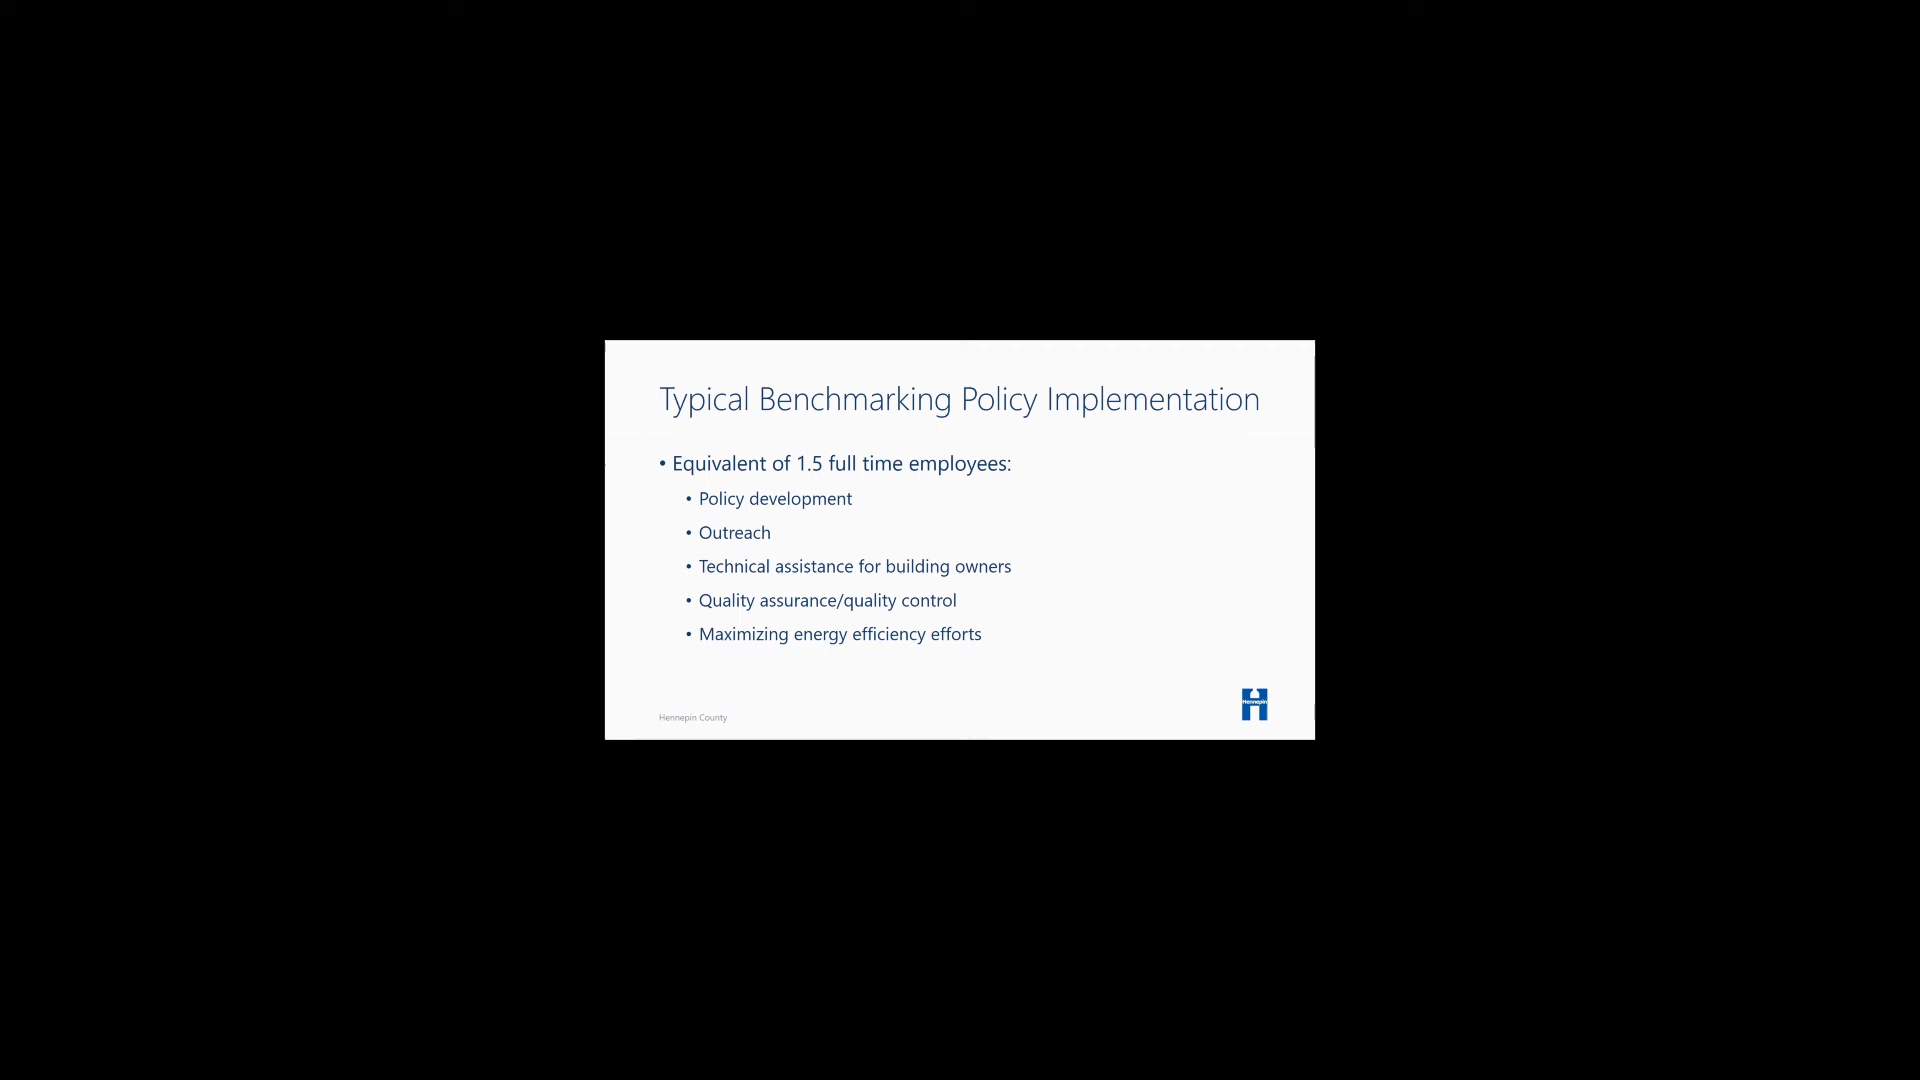 Typical Benchmarking Policy Implementation
• Equivalent of 1.5 full time employees:
• Policy development
• Outreach
• Technical assistance for building owners
• Quality assurance/quality control
• Maximizing energy efficiency efforts
Hennepin
Hennepin County